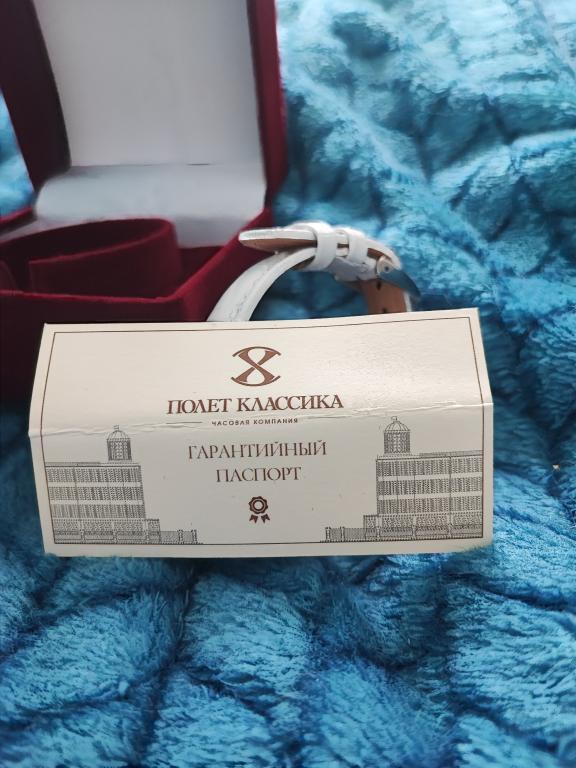 ПОЛЕТ КЛАССИКА
ЧАСОВАЯ КОМПАНИЯ
ГАРАНТИЙНЫЙ
ПАСПОРТ